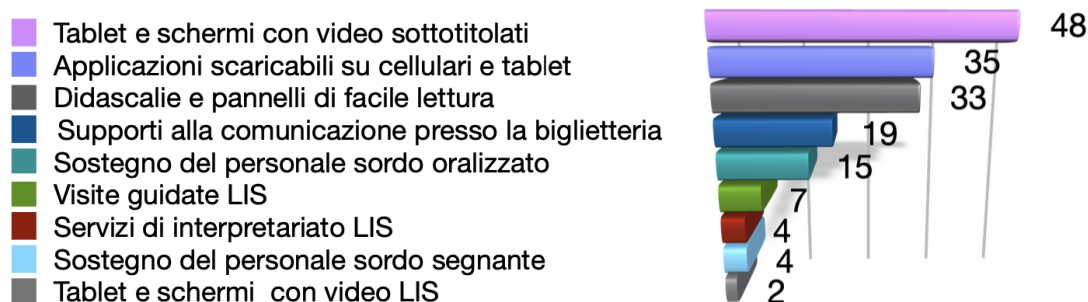 Tablet e schermi con video sottotitolati 48
Applicazioni scaricabili su cellulari e tablet 35
Didascalie e pannelli di facile lettura 33
Supporti alla comunicazione presso la biglietteria 19
Sostegno del personale sordo oralizzato 15
Visite guidate LIS 7
Servizi di interpretariato LIS 4
Sostegno del personale sordo segnante 4
Tablet e schermi con video LIS 2